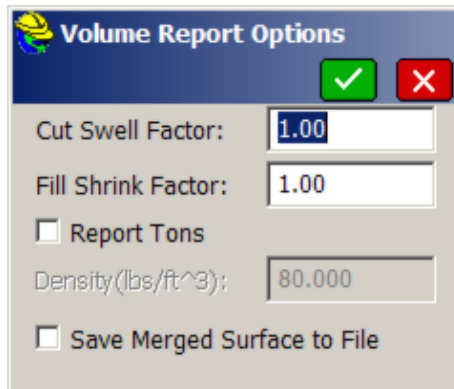 Volume Report Options
Cut Swell Factor: 1.00
Fill Shrink Factor: 1.00
Report Tons
Density(lbs/ft^3): 80.000
Save Merged Surface to File